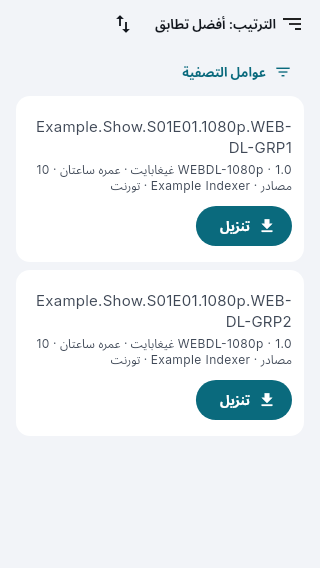 الترتيب: أفضل تطابق
عوامل التصفية
Example.Show.S01E01.1080p.WEB-
DL-GRP1
WEBDL-1080p · 1.0 غيغابايت · عمره ساعتان · 10
مصادر · Example Indexer · تورنت
تنزيل
Example.Show.S01E01.1080p.WEB-
DL-GRP2
WEBDL-1080p · 1.0 غيغابايت · عمره ساعتان · 10
مصادر · Example Indexer · تورنت
تنزيل